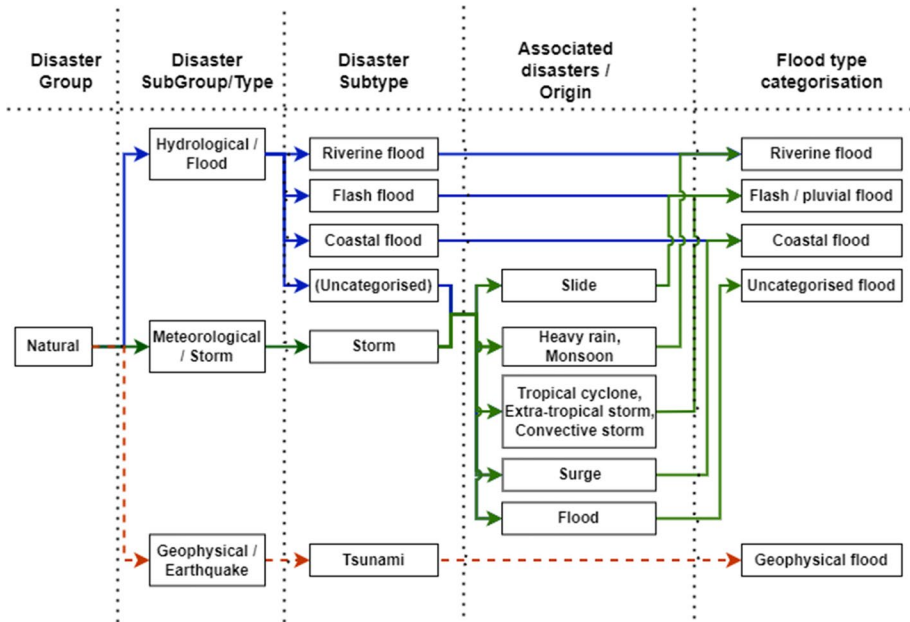 Disaster
Group
Disaster
SubGroup/Type
Disaster
Subtype
Associated
disasters /
Origin
Flood type
categorisation
Hydrological /
Flood
Riverine flood
Riverine flood
Flash flood
Flash / pluvial flood
Coastal flood
Coastal flood
(Uncategorised)
Slide
Uncategorised flood
Natural
Meteorological
/ Storm
Storm
Heavy rain,
Monsoon
Tropical cyclone,
Extra-tropical storm,
Convective storm
Surge
Flood
Geophysical /
Earthquake
Tsunami
Geophysical flood